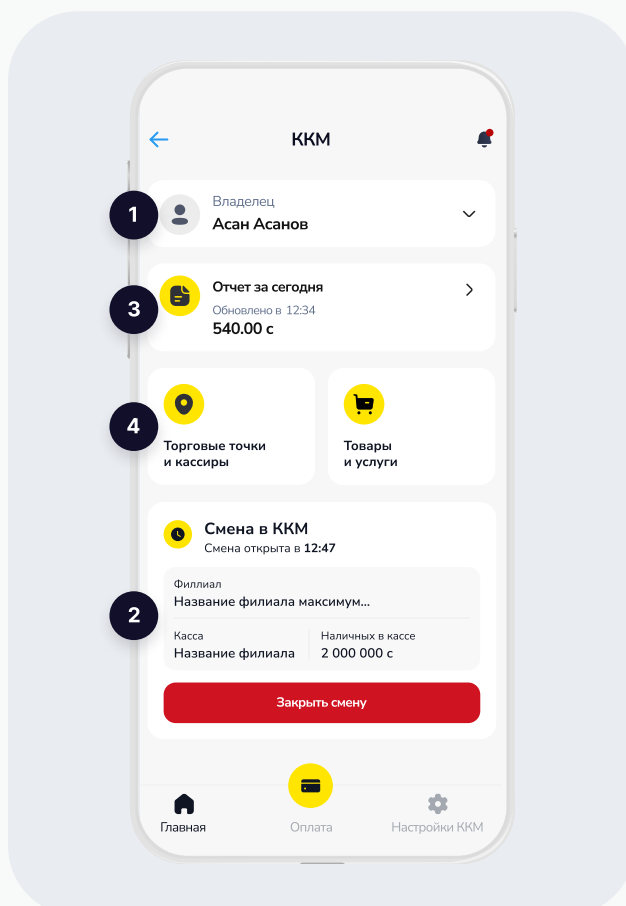 ККМ
1
Владелец
Асан Асанов
3
Отчет за сегодня
Обновлено в 12:34
540.00 с
4
Торговые точки
и кассиры
Товары
и услуги
Смена в ККМ
Смена открыта в 12:47
2
Филлиал
Название филиала максимум...
Касса
Название филиала
Наличных в кассе
2 000 000 с
Закрыть смену
Главная
Оплата
Настройки ККМ